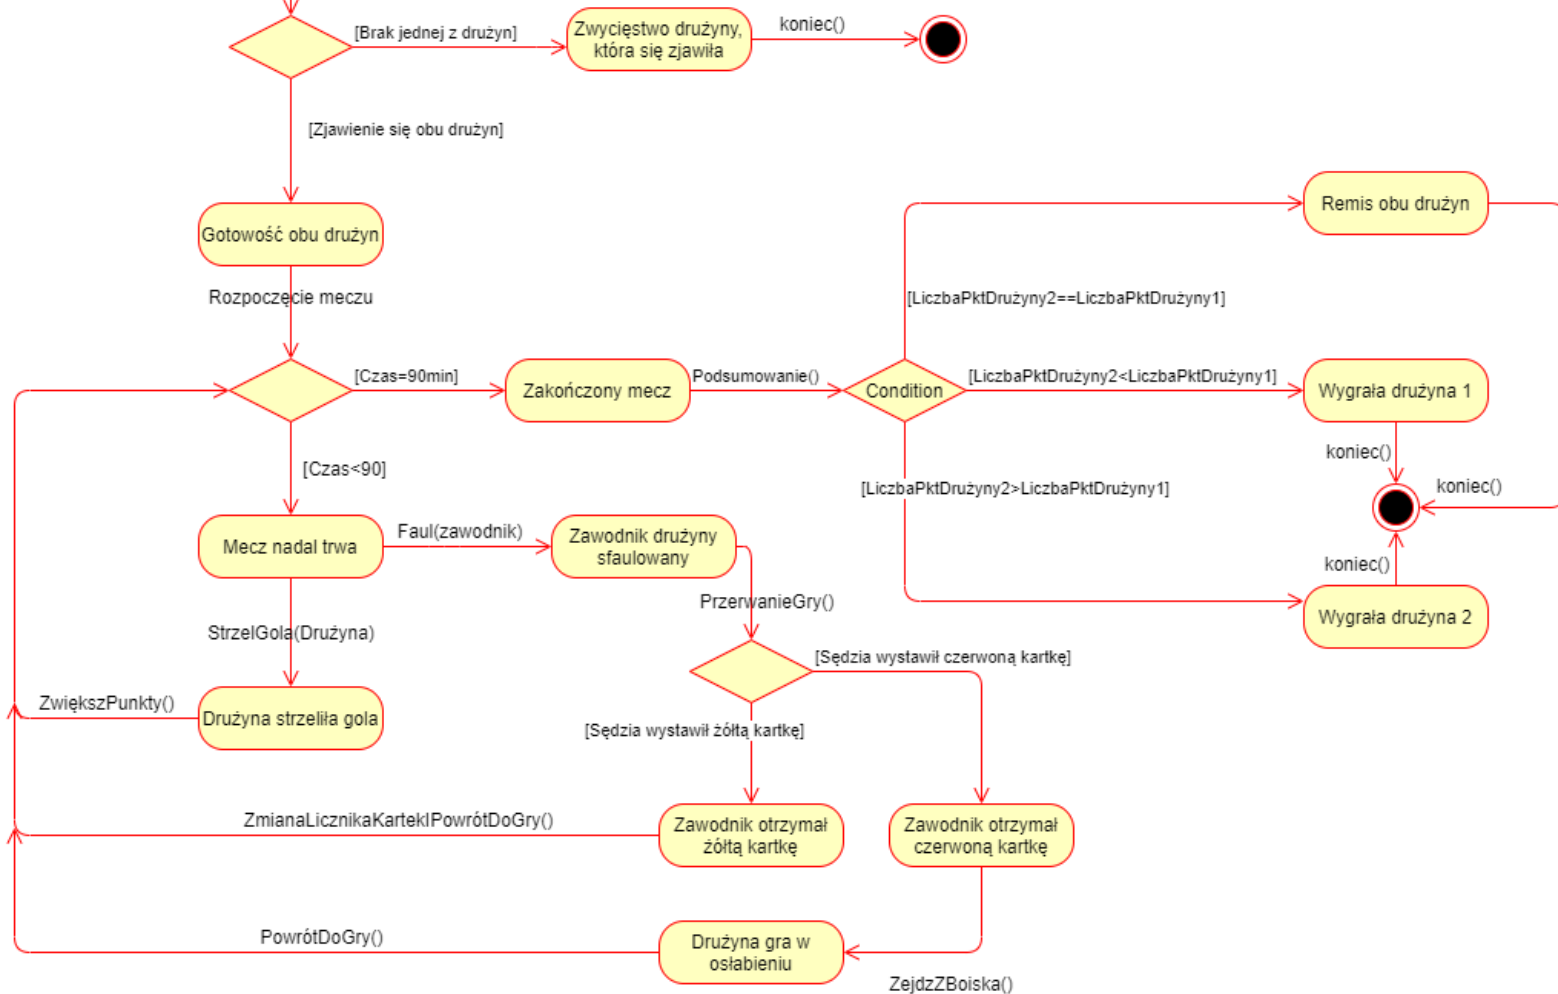 [Brak jednej z drużyn]
Zwycięstwo drużyny,
która się zjawiła
koniec()
[Zjawienie się obu drużyn]
Gotowość obu drużyn
Remis obu drużyn
Rozpoczęcie meczu
[LiczbaPktDrużyny2==LiczbaPktDrużyny1]
[Czas=90min]
Zakończony mecz
Podsumowanie()
Condition
[LiczbaPktDrużyny2<LiczbaPktDrużyny1]
Wygrała drużyna 1
koniec()
[Czas<90]
[LiczbaPktDrużyny2>LiczbaPktDrużyny1]
koniec()
Mecz nadal trwa
Faul(zawodnik)
Zawodnik drużyny
sfaulowany
koniec()
PrzerwanieGry()
Wygrała drużyna 2
StrzelGola(Drużyna)
[Sędzia wystawił czerwoną kartkę]
ZwiększPunkty()
Drużyna strzeliła gola
[Sędzia wystawił żółtą kartkę]
ZmianaLicznikaKartekIPowrótDoGry()
Zawodnik otrzymał
żółtą kartkę
Zawodnik otrzymał
czerwoną kartkę
PowrótDoGry()
Drużyna gra w
osłabieniu
ZejdzZBoiska()